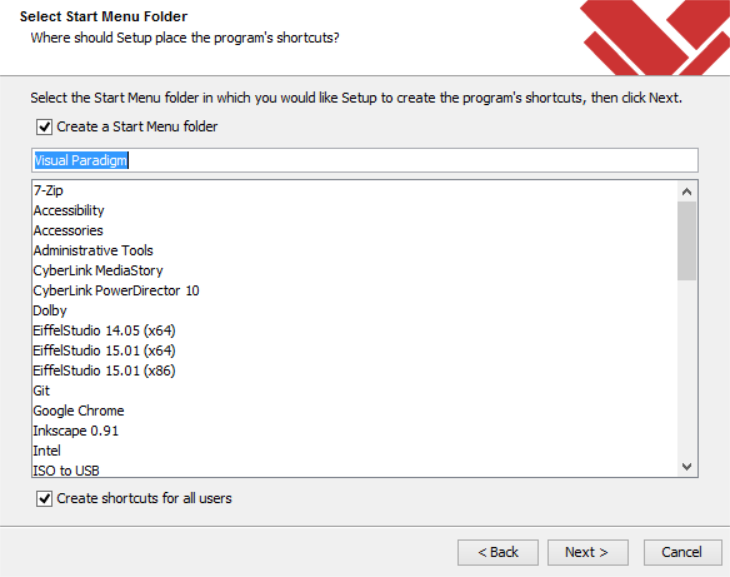 Select Start Menu Folder
Where should Setup place the program's shortcuts?
Select the Start Menu folder in which you would like Setup to create the program's shortcuts, then click Next.
Create a Start Menu folder
Visual Paradigm
7-Zip
Accessibility
Accessories
Administrative Tools
CyberLink MediaStory
CyberLink PowerDirector 10
Dolby
EiffelStudio 14.05 (x64)
EiffelStudio 15.01 (x64)
EiffelStudio 15.01 (x86)
Git
Google Chrome
Inkscape 0.91
Intel
ISO to USB
Create shortcuts for all users
< Back Next > Cancel